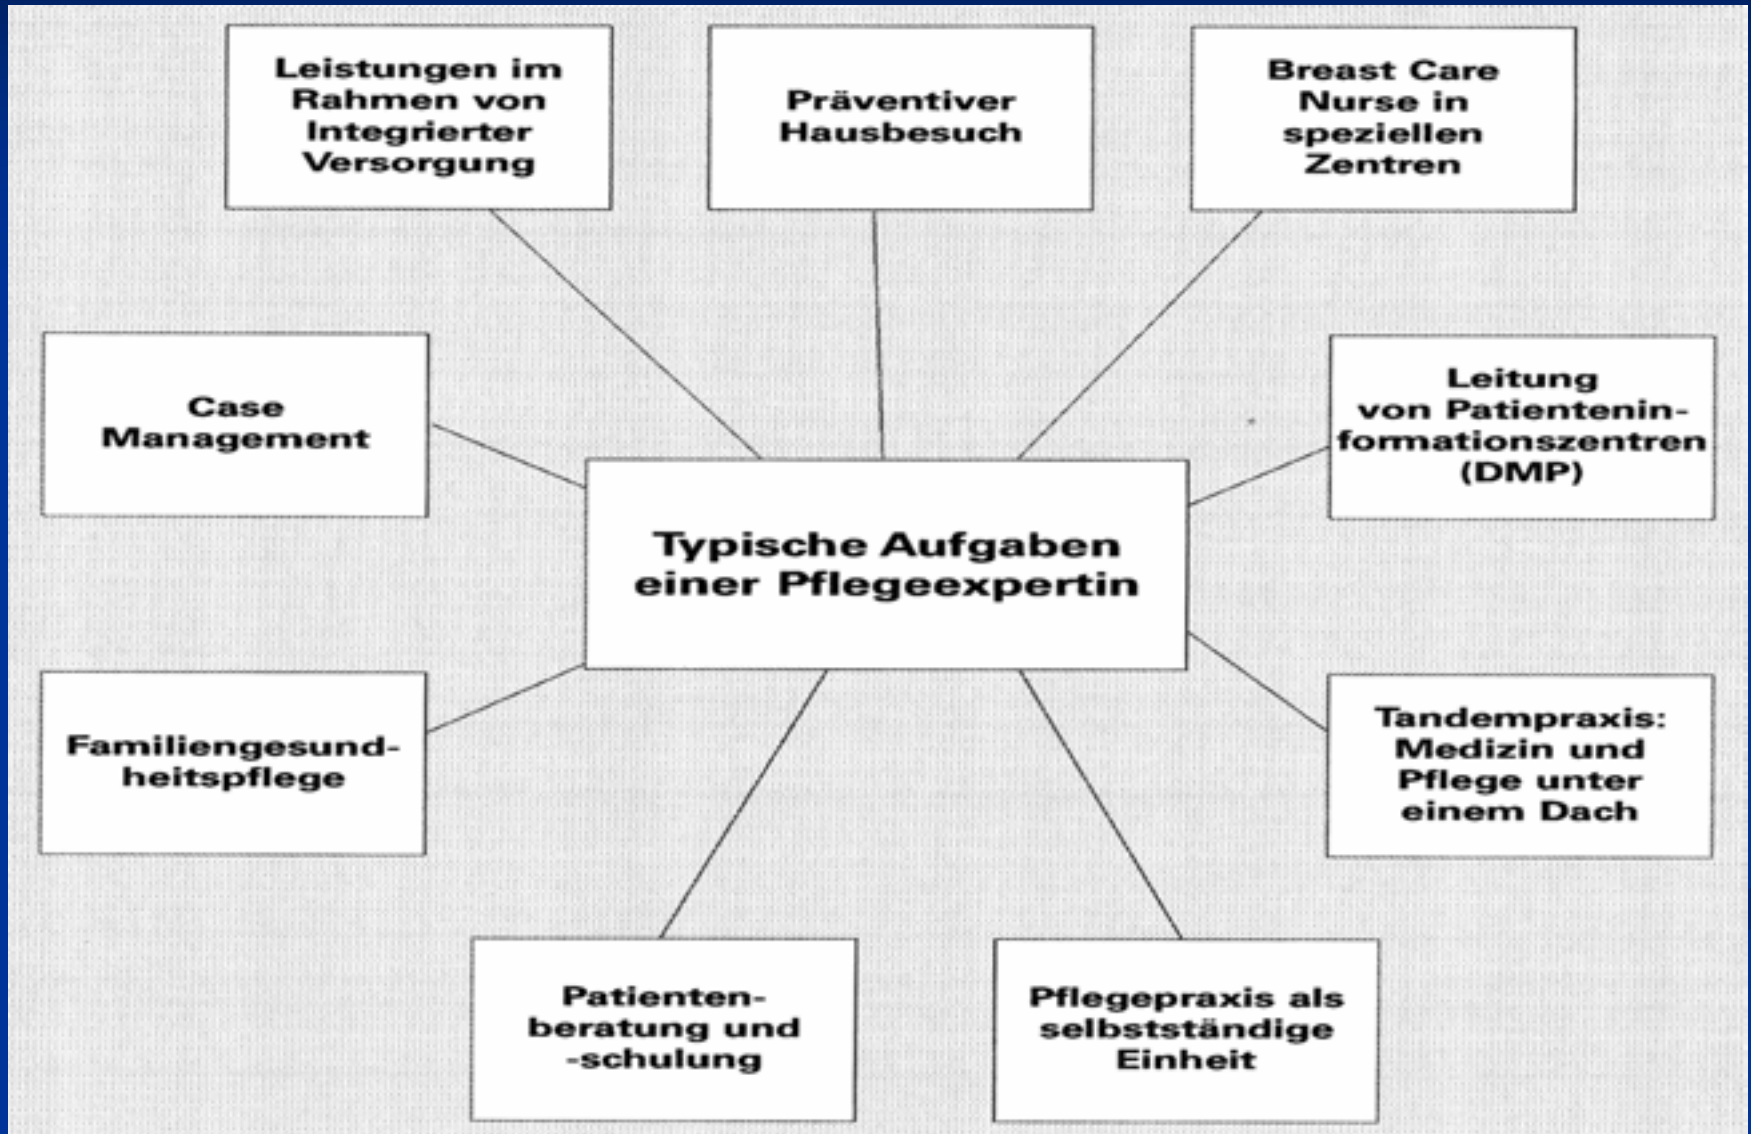 Leistungen im
Rahmen von
Integrierter
Versorgung
Präventiver
Hausbesuch
Breast Care
Nurse in
speziellen
Zentren
Case
Management
Leitung
von Patientenin-
formationszentren
(DMP)
Typische Aufgaben
einer Pflegeexpertin
Familiengesund-
heitspflege
Tandempraxis:
Medizin und
Pflege unter
einem Dach
Patienten-
beratung und
-schulung
Pflegepraxis als
selbstständige
Einheit